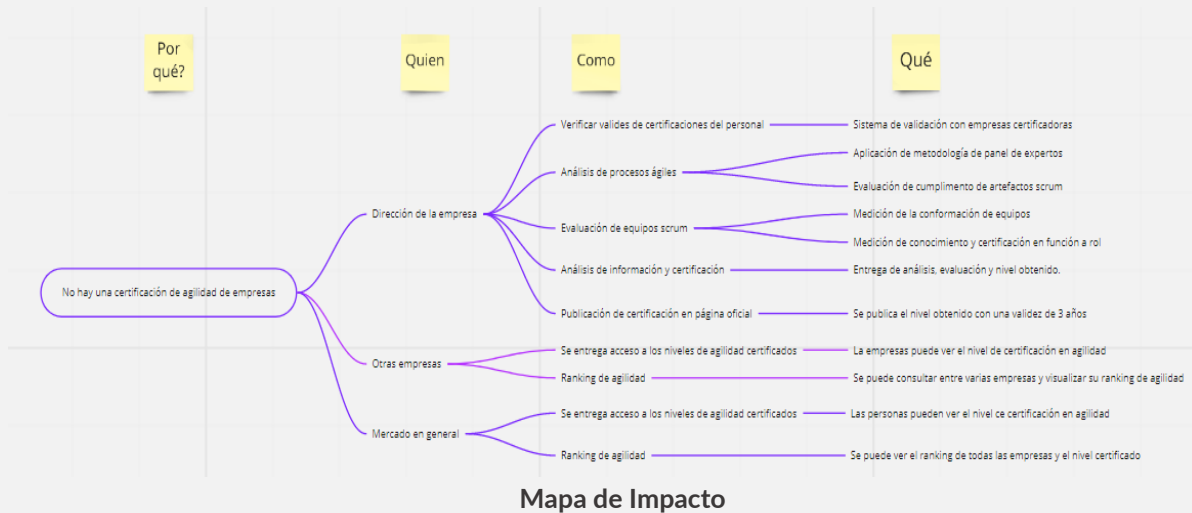 Por
qué?
Quien
Como
Qué
Verificar valides de certificaciones del personal
Sistema de validación con empresas certificadoras
Aplicación de metodología de panel de expertos
Análisis de procesos ágiles
Evaluación de cumplimento de artefactos scrum
Dirección de la empresa
Medición de la conformación de equipos
Evaluación de equipos scrum
Medición de conocimiento y certificación en función a rol
Análisis de información y certificación
Entrega de análisis, evaluación y nivel obtenido.
No hay una certificación de agilidad de empresas
Publicación de certificación en página oficial
Se publica el nivel obtenido con una validez de 3 años
Se entrega acceso a los niveles de agilidad certificados
La empresas puede ver el nivel de certificación en agilidad
Otras empresas
Ranking de agilidad
Se puede consultar entre varias empresas y visualizar su ranking de agilidad
Se entrega acceso a los niveles de agilidad certificados
Las personas pueden ver el nivel ce certificación en agilidad
Mercado en general
Ranking de agilidad
Se puede ver el ranking de todas las empresas y el nivel certificado
Mapa de Impacto